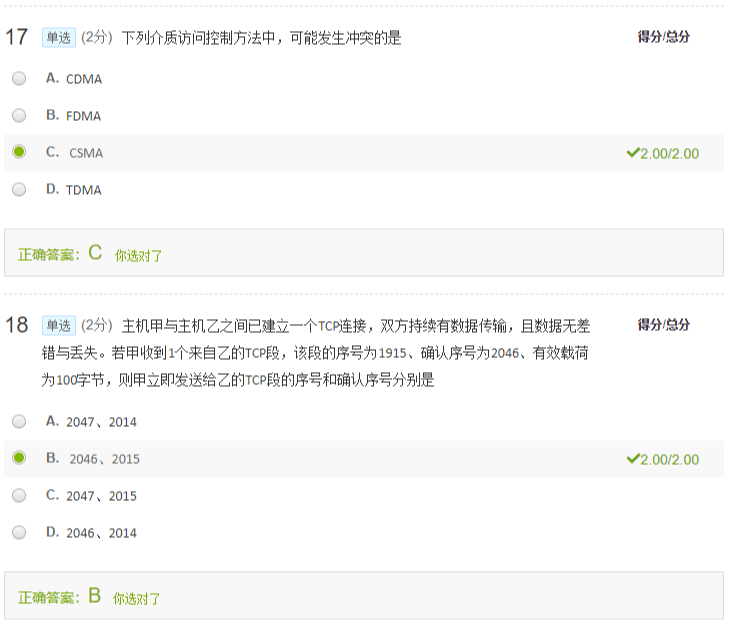 17 单选 (2分) 下列介质访问控制方法中，可能发生冲突的是 得分/总分
A. CDMA
B. FDMA
C. CSMA 2.00/2.00
D. TDMA
正确答案：C 你选对了
18 单选 (2分) 主机甲与主机乙之间已建立一个TCP连接，双方持续有数据传输，且数据无差 得分/总分
错与丢失。若甲收到1个来自乙的TCP段，该段的序号为1915、确认序号为2046、有效载荷
为100字节，则甲立即发送给乙的TCP段的序号和确认序号分别是
A. 2047、2014
B. 2046、2015 2.00/2.00
C. 2047、2015
D. 2046、2014
正确答案：B 你选对了